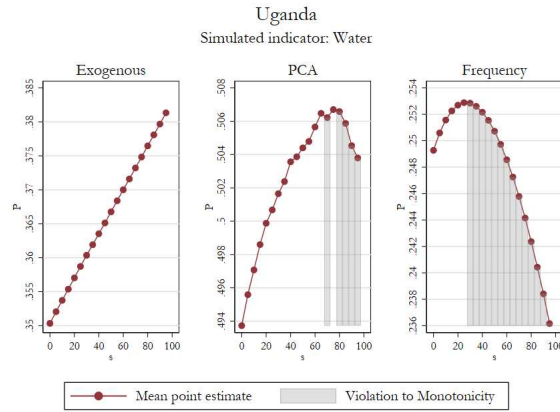 Uganda
Simulated indicator: Water
Exogenous
PCA
Frequency
P
.35 .355 .36 .365 .37 .375 .38 .385
0 20 40 60 80 100
s
P
.494 .496 .498 .5 .502 .504 .506 .508
0 20 40 60 80 100
s
P
.236 .238 .24 .242 .244 .246 .248 .25 .252 .254
0 20 40 60 80 100
s
Mean point estimate
Violation to Monotonicity